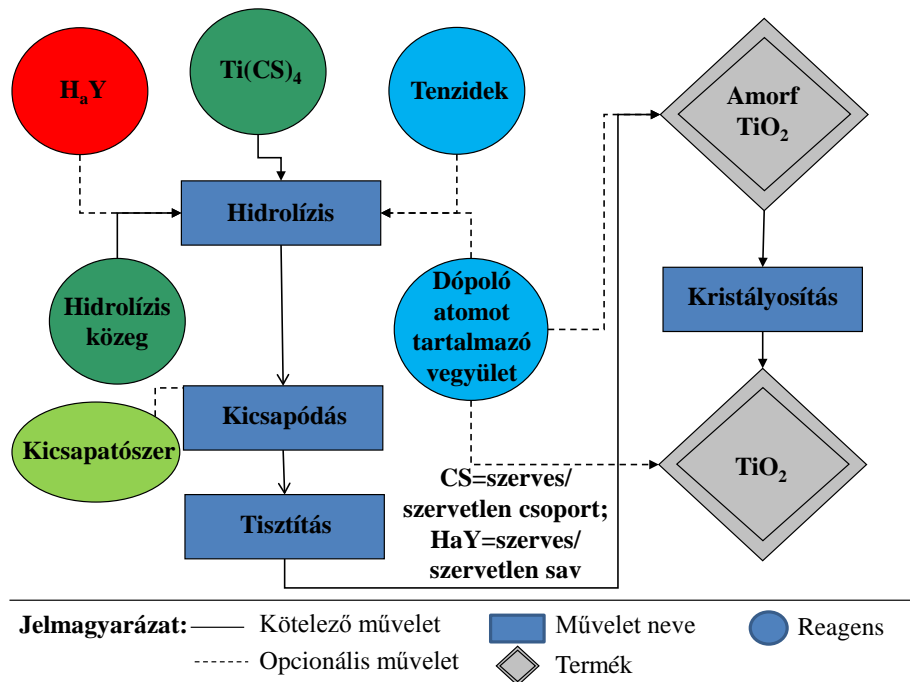 HₐY
Ti(CS)₄
Tenzidek
Amorf
TiO₂
Hidrolízis
Hidrolízis
közeg
Dópoló
atomot
tartalmazó
vegyület
Kristályosítás
Kicsapatószer
Kicsapódás
Tisztítás
TiO₂
CS=szerves/
szervetlen csoport;
HaY=szerves/
szervetlen sav
Jelmagyarázat: Kötelező művelet Művelet neve Reagens
Opcionális művelet Termék